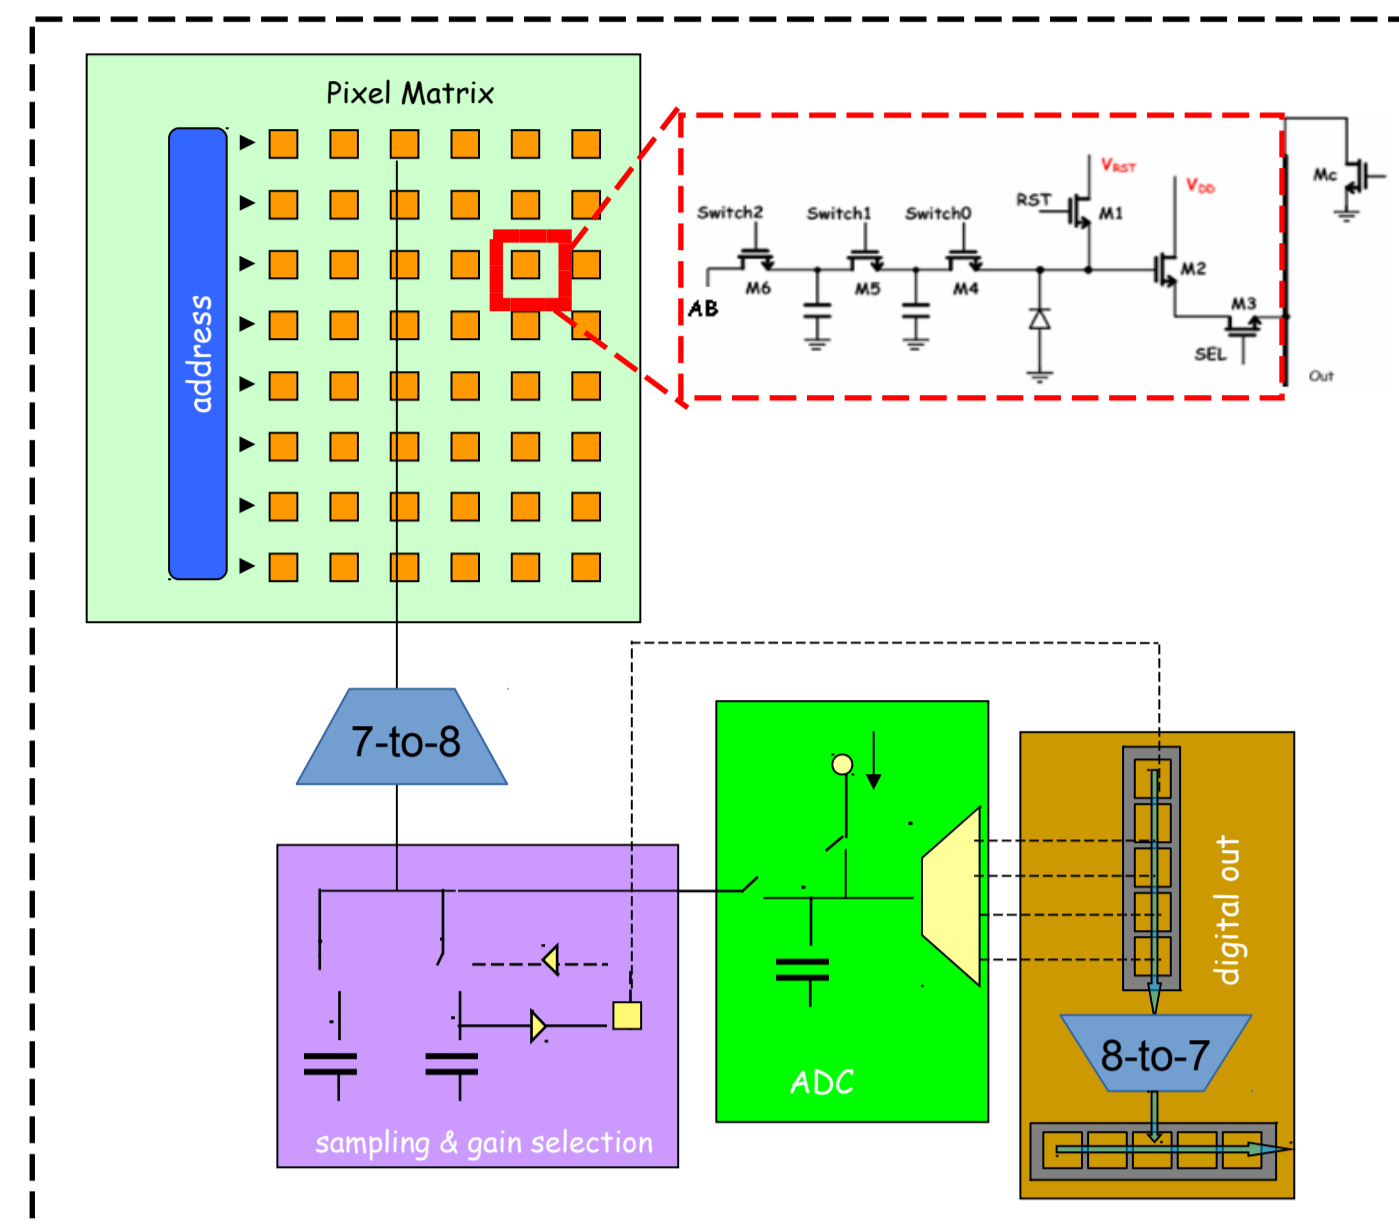 Pixel Matrix
address
VRST
RST
M1
Mc
VDD
Switch2
Switch1
Switch0
M2
M6
M5
M4
AB
M3
SEL
Out
7-to-8
digital out
8-to-7
ADC
sampling & gain selection